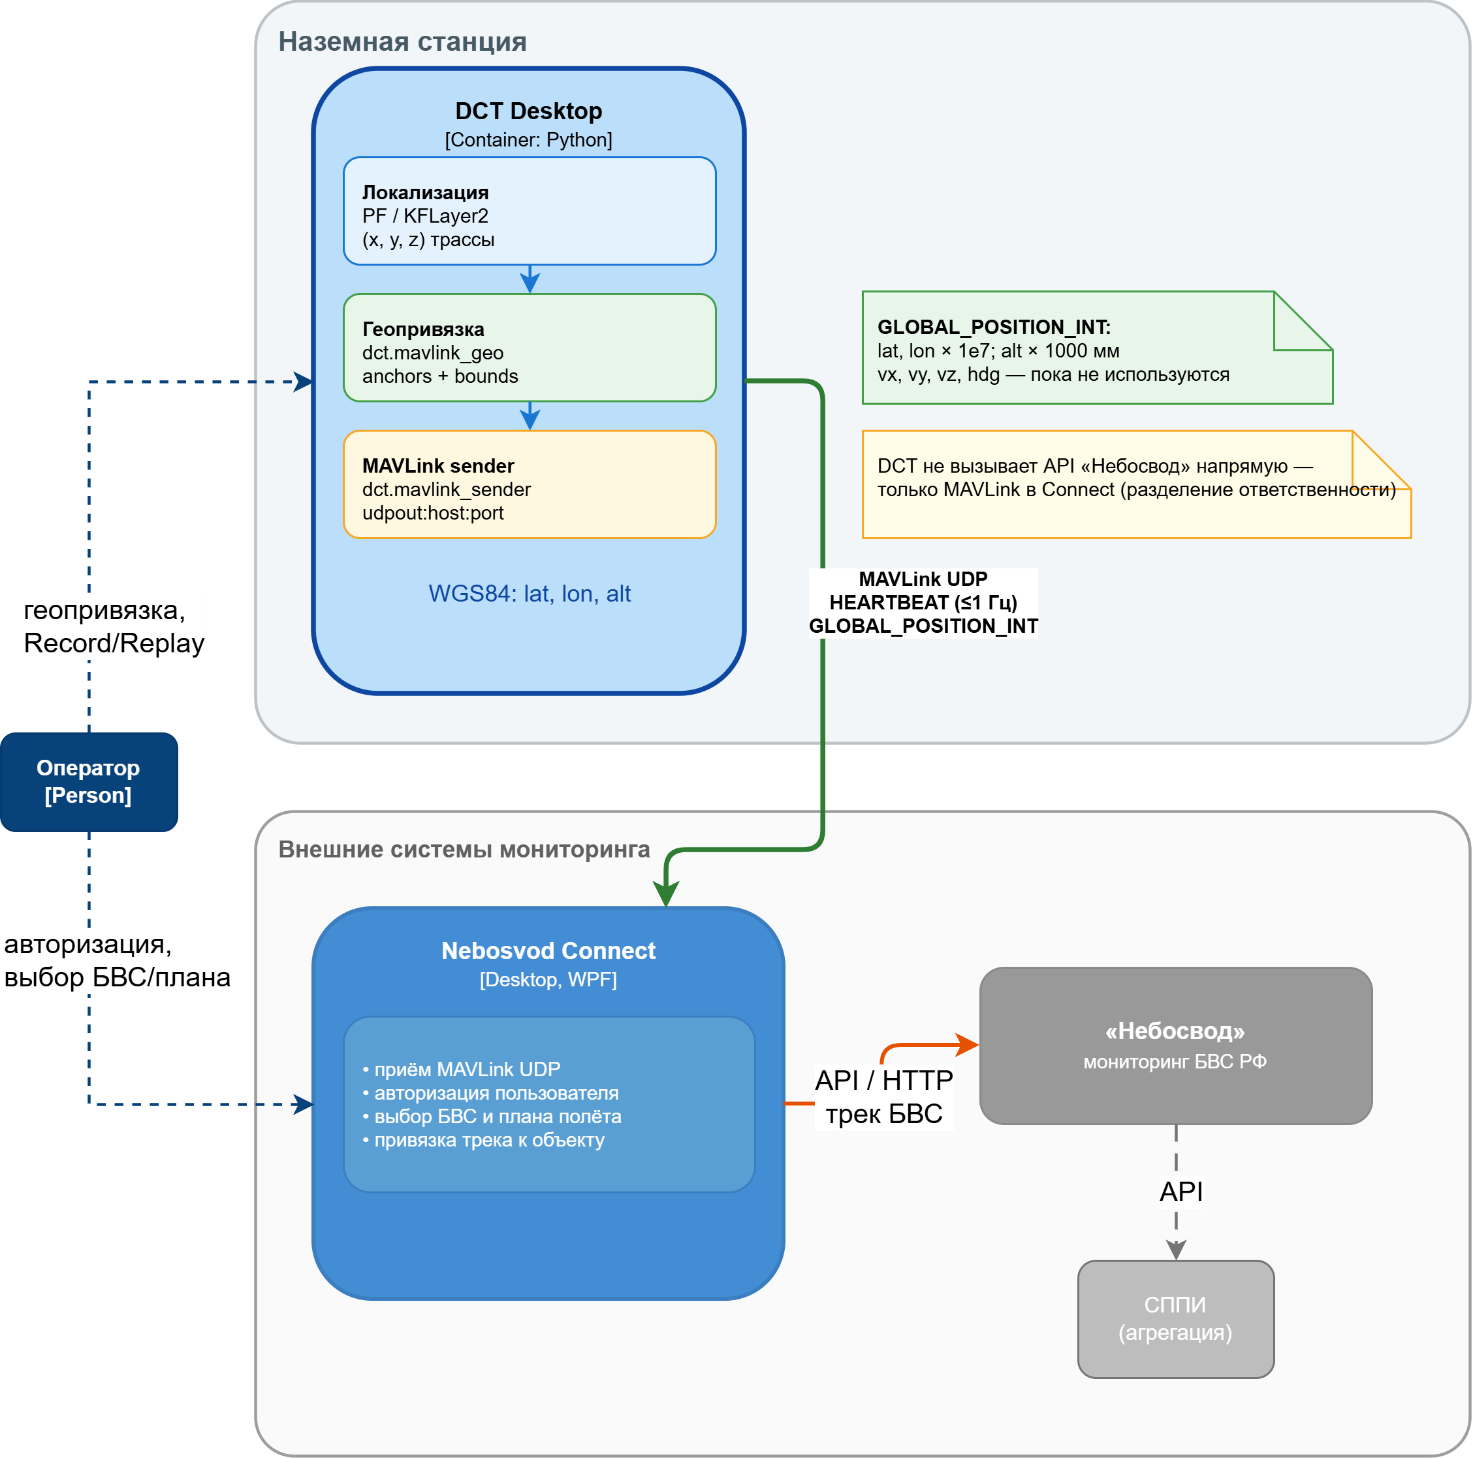 Наземная станция
DCT Desktop
[Container: Python]
Локализация
PF / KFLayer2
(x, y, z) трассы
Геопривязка
dct.mavlink_geo
anchors + bounds
MAVLink sender
dct.mavlink_sender
udpout:host:port
WGS84: lat, lon, alt
GLOBAL_POSITION_INT:
lat, lon × 1e7; alt × 1000 мм
vx, vy, vz, hdg — пока не используются
DCT не вызывает API «Небосвод» напрямую —
только MAVLink в Connect (разделение ответственности)
MAVLink UDP
HEARTBEAT (≤1 Гц)
GLOBAL_POSITION_INT
геопривязка,
Record/Replay
Оператор
[Person]
авторизация,
выбор БВС/плана
Внешние системы мониторинга
Nebosvod Connect
[Desktop, WPF]
• приём MAVLink UDP
• авторизация пользователя
• выбор БВС и плана полёта
• привязка трека к объекту
API / HTTP
трек БВС
«Небосвод»
мониторинг БВС РФ
API
СППИ
(агрегация)